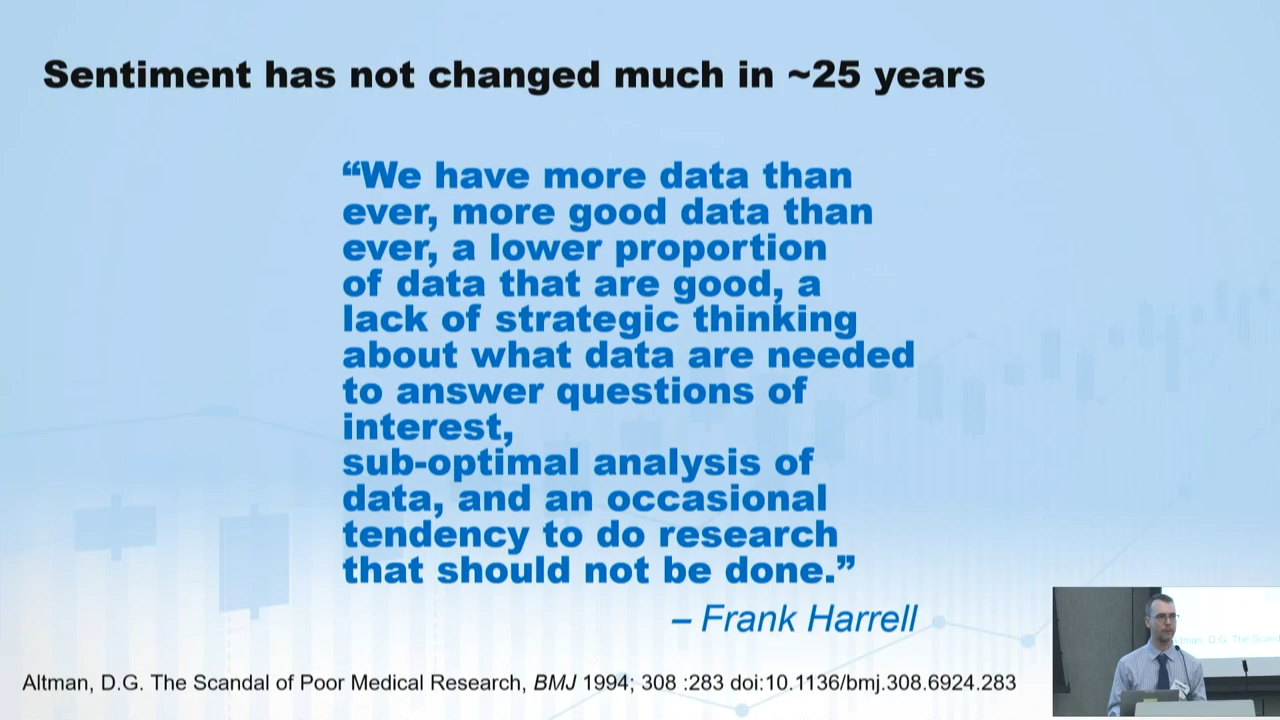 Sentiment has not changed much in ~25 years
“We have more data than
ever, more good data than
ever, a lower proportion
of data that are good, a
lack of strategic thinking
about what data are needed
to answer questions of
interest,
sub-optimal analysis of
data, and an occasional
tendency to do research
that should not be done.”
– Frank Harrell
Altman, D.G. The Scandal of Poor Medical Research, BMJ 1994; 308 :283 doi:10.1136/bmj.308.6924.283
Altman, D.G. The Scand